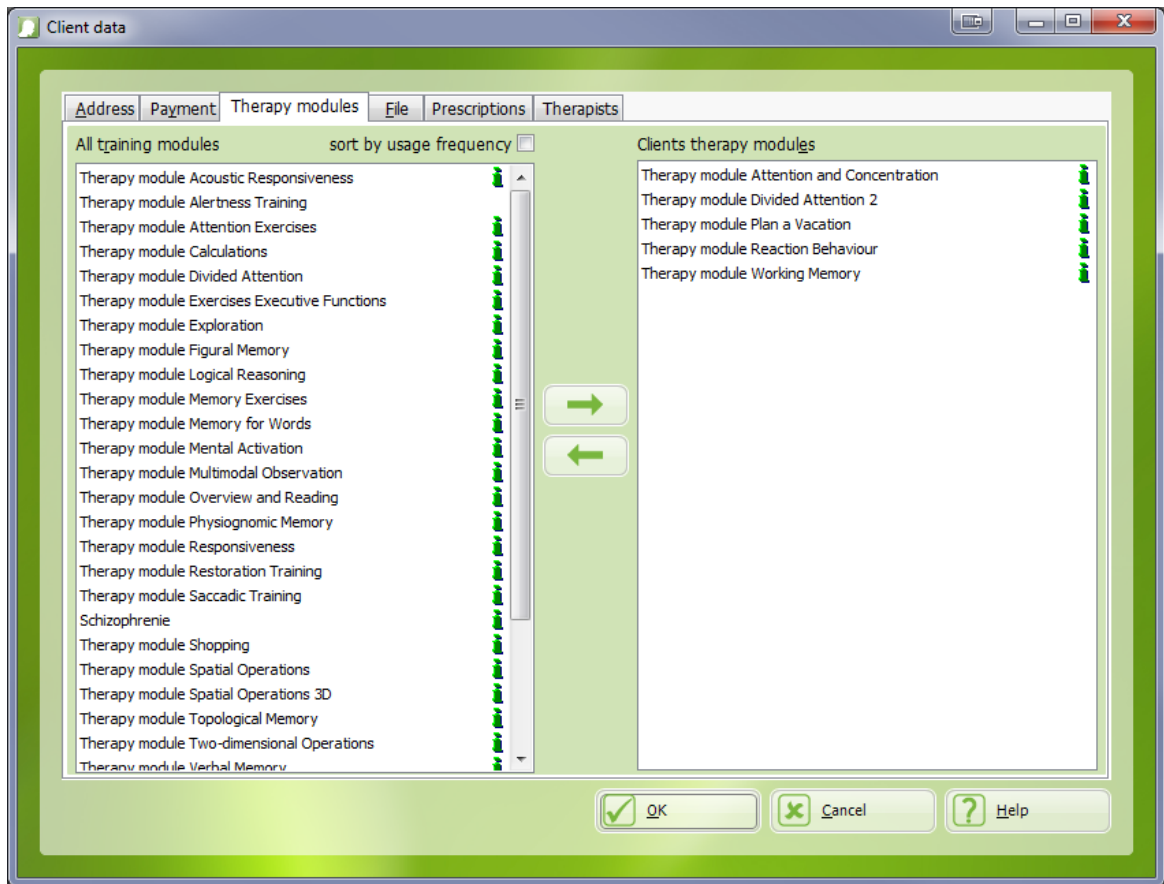 Client data
Address Payment Therapy modules File Prescriptions Therapists
All training modules sort by usage frequency
Therapy module Acoustic Responsiveness
Therapy module Alertness Training
Therapy module Attention Exercises
Therapy module Calculations
Therapy module Divided Attention
Therapy module Exercises Executive Functions
Therapy module Exploration
Therapy module Figural Memory
Therapy module Logical Reasoning
Therapy module Memory Exercises
Therapy module Memory for Words
Therapy module Mental Activation
Therapy module Multimodal Observation
Therapy module Overview and Reading
Therapy module Physiognomic Memory
Therapy module Responsiveness
Therapy module Restoration Training
Therapy module Saccadic Training
Schizophrenie
Therapy module Shopping
Therapy module Spatial Operations
Therapy module Spatial Operations 3D
Therapy module Topological Memory
Therapy module Two-dimensional Operations
Therapy module Verbal Memory
Clients therapy modules
Therapy module Attention and Concentration
Therapy module Divided Attention 2
Therapy module Plan a Vacation
Therapy module Reaction Behaviour
Therapy module Working Memory
OK Cancel Help